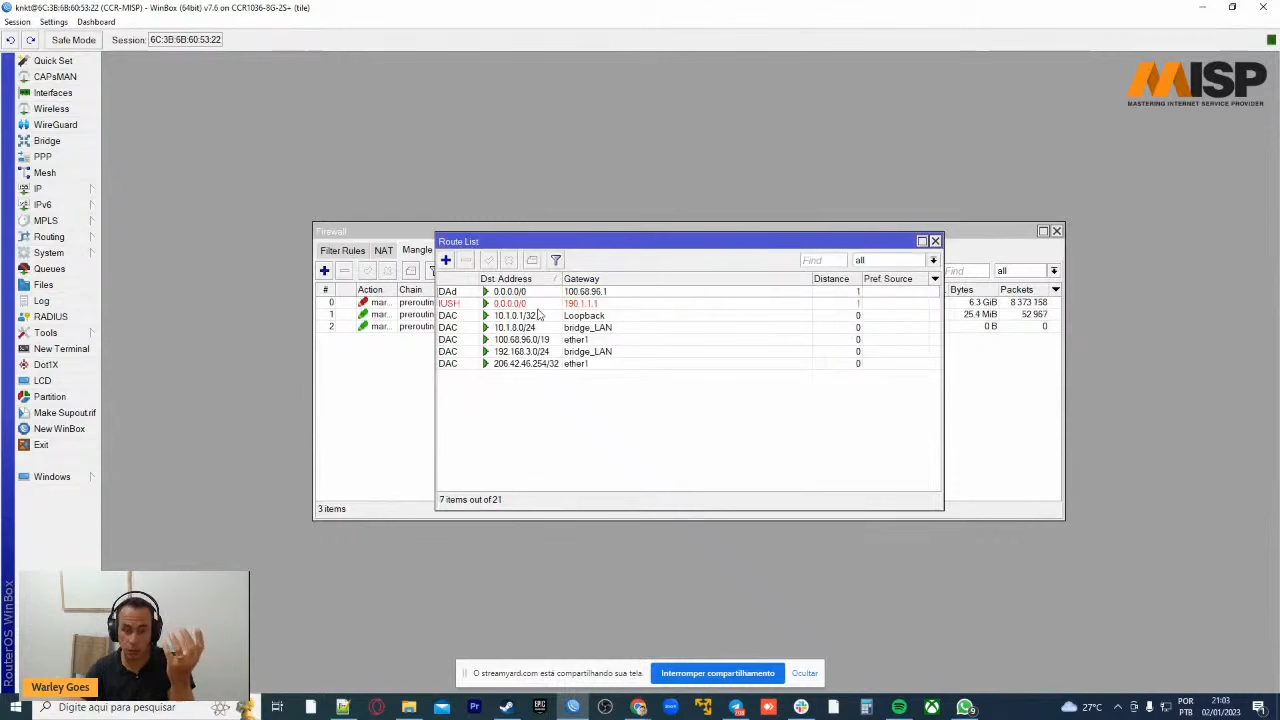 knkt@6C:3B:6B:60:53:22 (CCR-MISP) - WinBox (64bit) v7.6 on CCR1036-8G-2S+ (tile)
Session Settings Dashboard
Safe Mode Session: 6C:3B:6B:60:53:22
MISP
MASTERING INTERNET SERVICE PROVIDER
Quick Set
CAPsMAN
Interfaces
Wireless
WireGuard
Bridge
PPP
Mesh
IP
IPv6
MPLS
Routing
System
Queues
Files
Log
RADIUS
Tools
New Terminal
Dot1X
LCD
Partition
Make Supout.rif
New WinBox
Exit
Windows
RouterOS WinBox
Firewall
Filter Rules NAT Mangle
Find all
# Action Chain Bytes Packets
0 mar... preroutin 6.3 GiB 8 373 158
1 mar... preroutin 25.4 MiB 52 967
2 mar... preroutin 0 B 0
3 items
Route List
Find all
Dst. Address Gateway Distance Pref. Source
DAd 0.0.0.0/0 100.68.96.1 1
IUSH 0.0.0.0/0 190.1.1.1 1
DAC 10.1.0.1/32 Loopback 0
DAC 10.1.8.0/24 bridge_LAN 0
DAC 100.68.96.0/19 ether1 0
DAC 192.168.3.0/24 bridge_LAN 0
DAC 206.42.46.254/32 ether1 0
7 items out of 21
Warley Goes
O streamyard.com está compartilhando sua tela. Interromper compartilhamento Ocultar
Digite aqui para pesquisar
27°C POR 21:03
PTB 02/01/2023